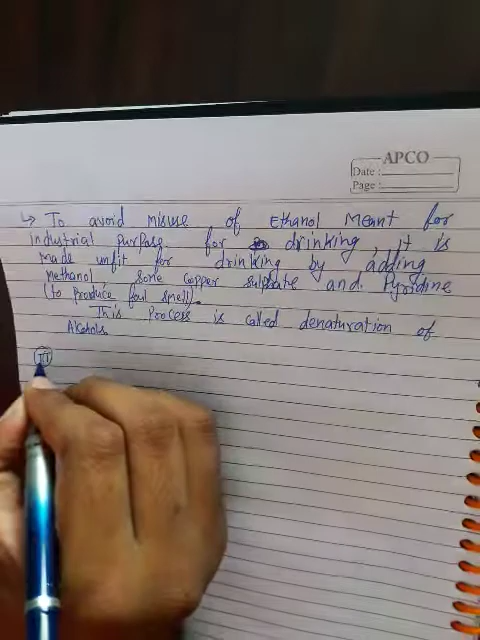 APCO
Date :
Page :
↳ To avoid misuse of Ethanol Meant for
industrial Purpose for drinking, it is
made unfit for drinking by adding
methanol some copper sulphate and Pyridine
(to produce foul smell).
This Process is called denaturation of
Alcohols
II